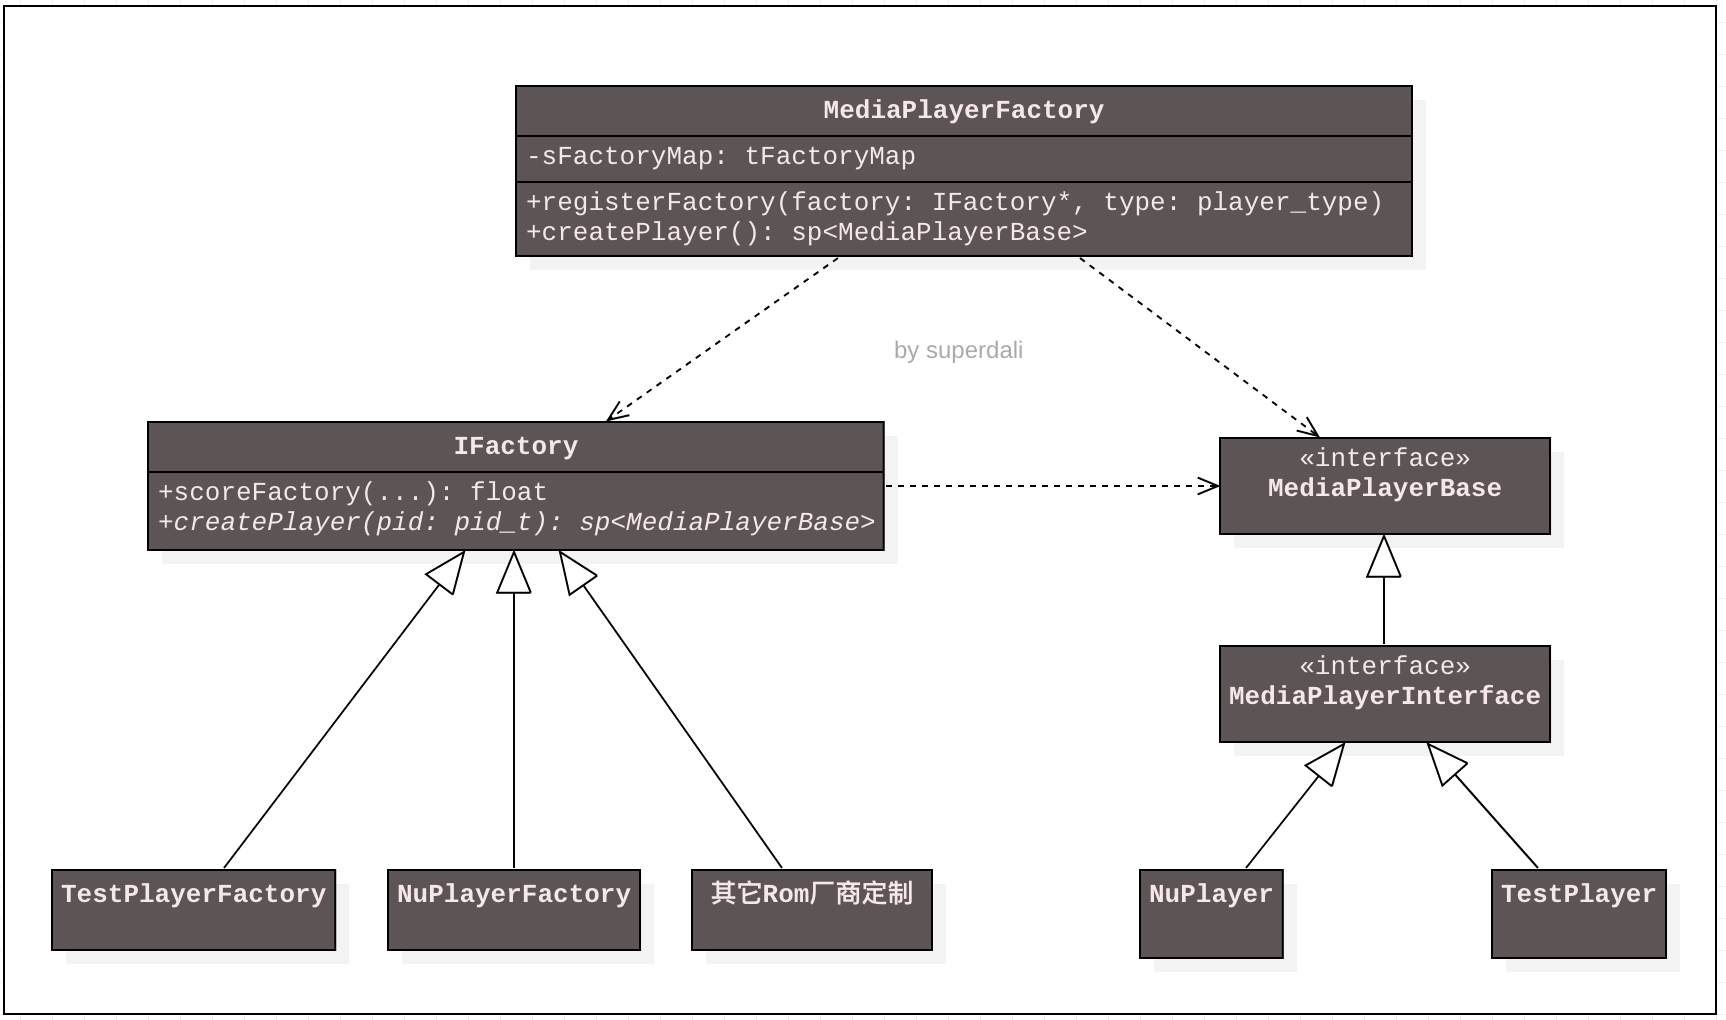 MediaPlayerFactory
-sFactoryMap: tFactoryMap
+registerFactory(factory: IFactory*, type: player_type)
+createPlayer(): sp<MediaPlayerBase>
by superdali
IFactory
+scoreFactory(...): float
+createPlayer(pid: pid_t): sp<MediaPlayerBase>
«interface»
MediaPlayerBase
«interface»
MediaPlayerInterface
TestPlayerFactory
NuPlayerFactory
其它Rom厂商定制
NuPlayer
TestPlayer